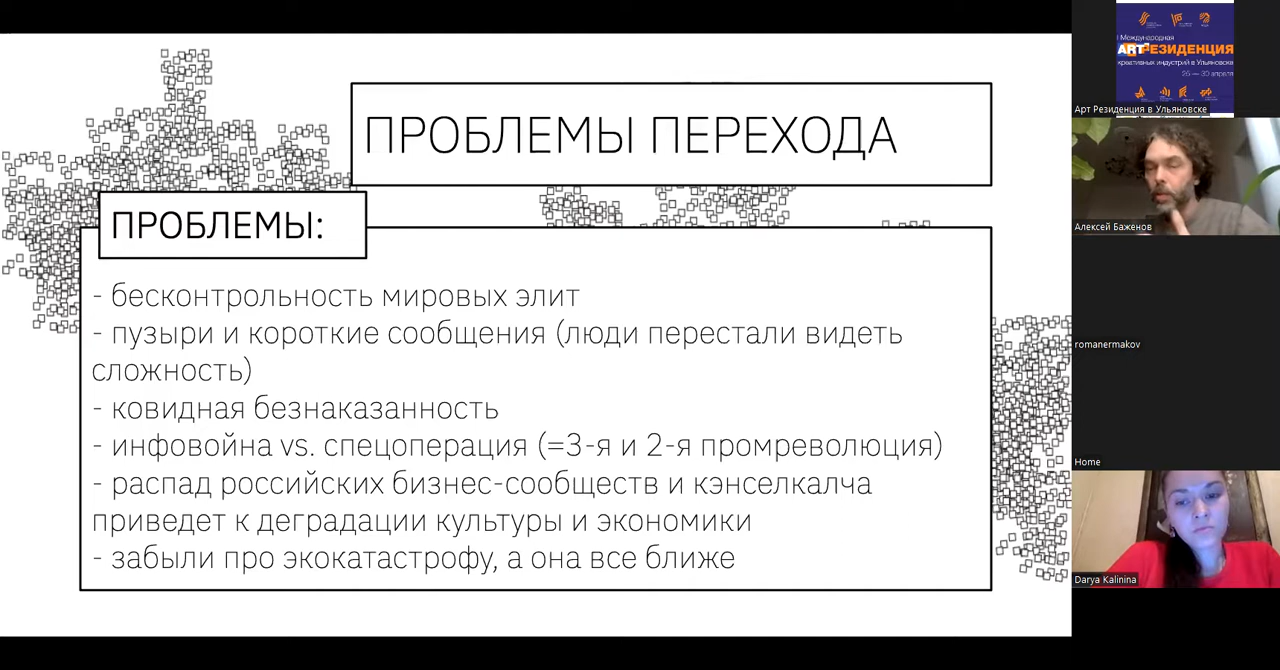 ПРОБЛЕМЫ ПЕРЕХОДА
ПРОБЛЕМЫ:
- бесконтрольность мировых элит
- пузыри и короткие сообщения (люди перестали видеть
сложность)
- ковидная безнаказанность
- инфовойна vs. спецоперация (=3-я и 2-я промреволюция)
- распад российских бизнес-сообществ и кэнселкалча
приведет к деградации культуры и экономики
- забыли про экокатастрофу, а она все ближе
Международная
ART РЕЗИДЕНЦИЯ
креативных индустрий в Ульяновске
26 — 30 апреля
Арт Резиденция в Ульяновске
Алексей Баженов
romanermakov
Home
Darya Kalinina